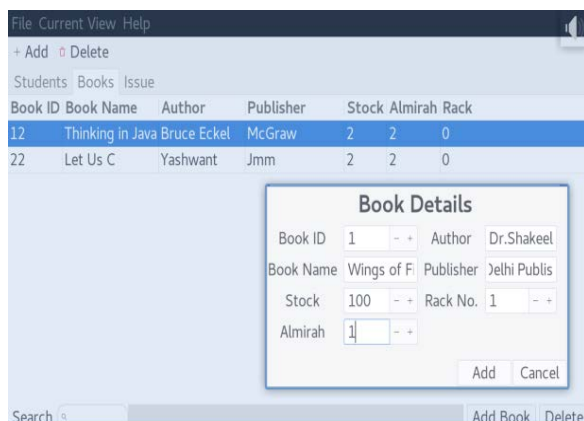 File Current View Help
+ Add Delete
Students Books Issue
Book ID Book Name Author Publisher Stock Almirah Rack
12 Thinking in Java Bruce Eckel McGraw 2 2 0
22 Let Us C Yashwant Jmm 2 2 0
Book Details
Book ID 1 - + Author Dr.Shakeel
Book Name Wings of Fi Publisher Delhi Publis
Stock 100 - + Rack No. 1 - +
Almirah 1 - +
Add Cancel
Search Add Book Delete